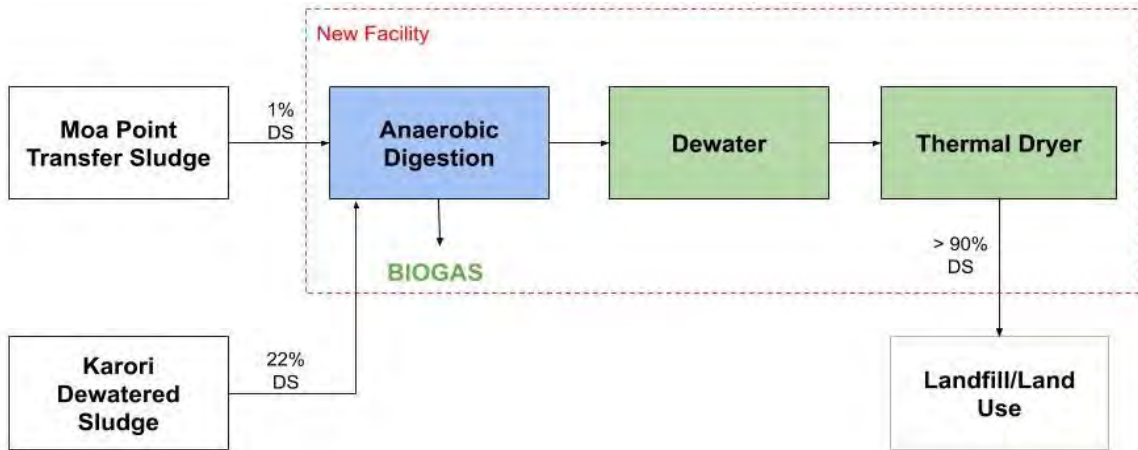 New Facility
Moa Point
Transfer Sludge
1%
DS
Anaerobic
Digestion
Dewater
Thermal Dryer
BIOGAS
> 90%
DS
Karori
Dewatered
Sludge
22%
DS
Landfill/Land
Use